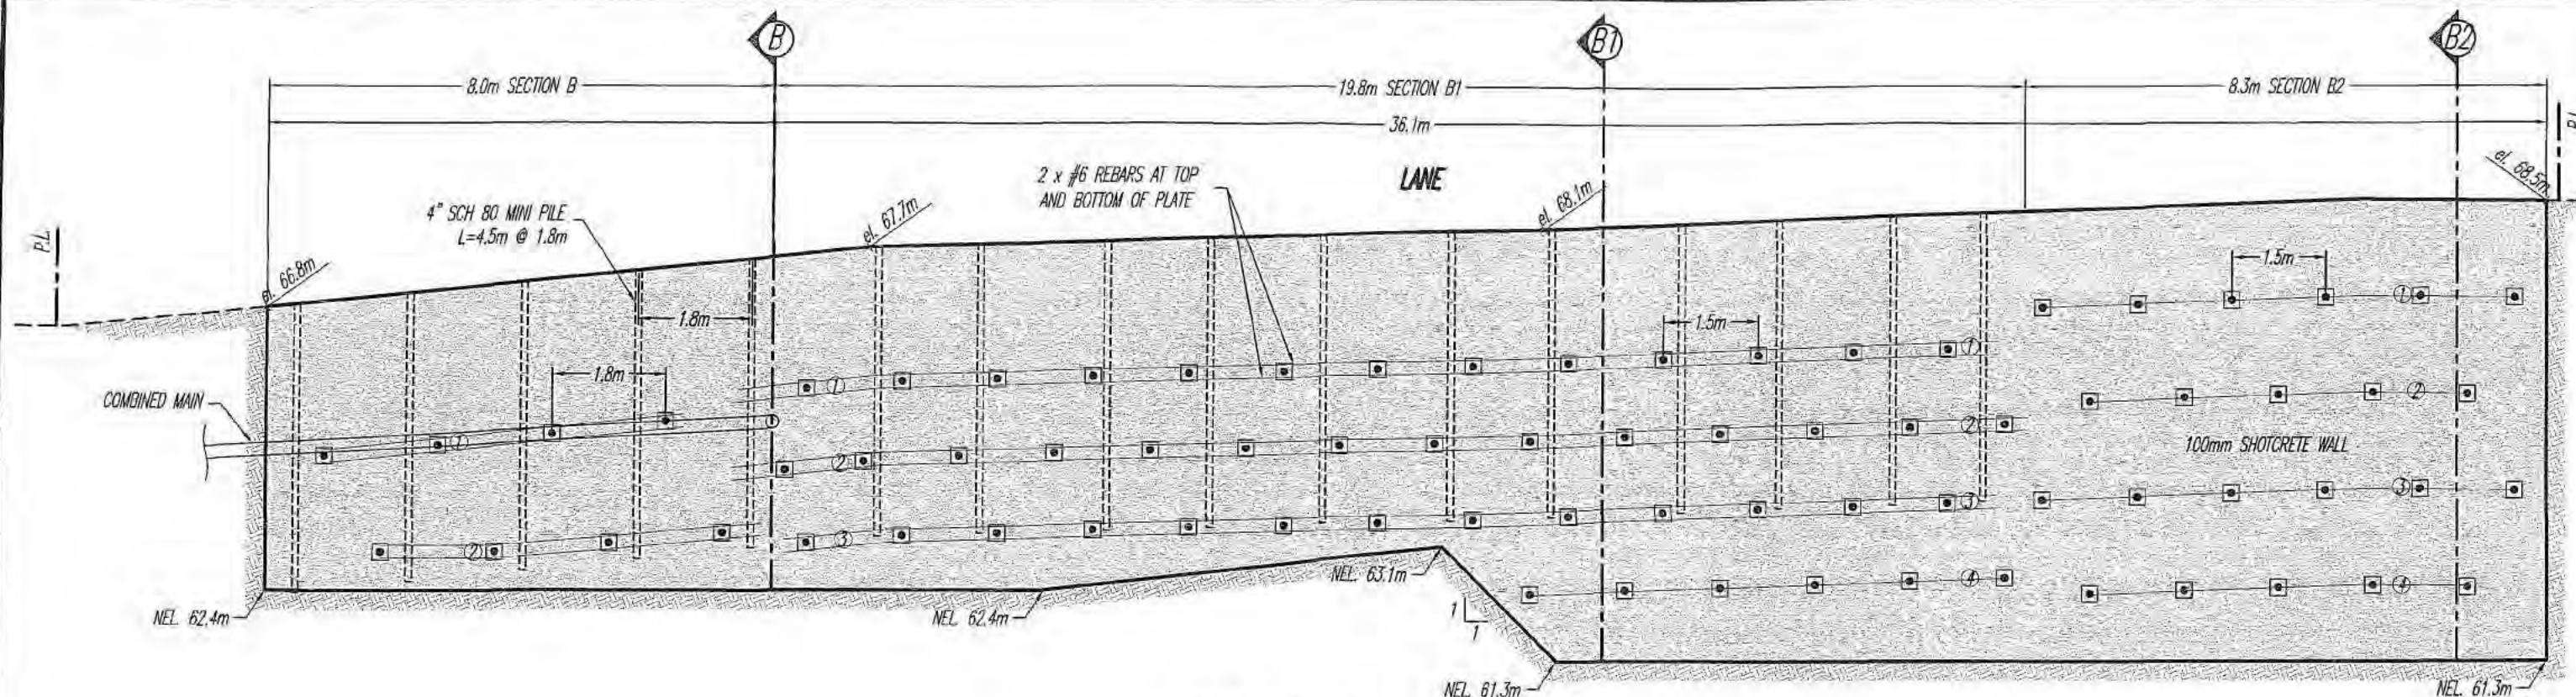 B
B1
B2
8.0m SECTION B
19.8m SECTION B1
8.3m SECTION B2
36.1m
P.L.
P.L.
LANE
2 x #6 REBARS AT TOP
AND BOTTOM OF PLATE
4" SCH 80 MINI PILE
L=4.5m @ 1.8m
el. 66.8m
el. 67.7m
el. 68.1m
el. 68.5m
1.8m
1.8m
1.5m
1.5m
COMBINED MAIN
1
1
1
1
2
2
2
2
3
3
3
4
4
100mm SHOTCRETE WALL
NEL. 62.4m
NEL. 62.4m
NEL. 63.1m
1
1
NEL. 61.3m
NEL. 61.3m